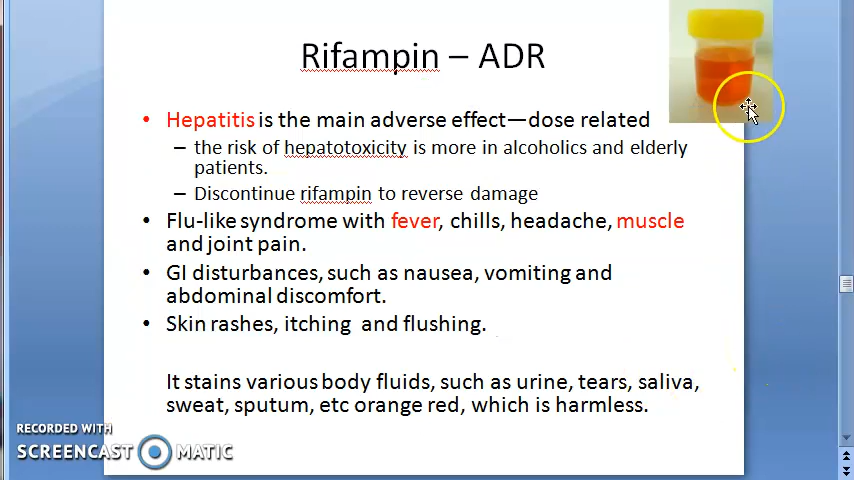 Rifampin – ADR
• Hepatitis is the main adverse effect—dose related
– the risk of hepatotoxicity is more in alcoholics and elderly
patients.
– Discontinue rifampin to reverse damage
• Flu-like syndrome with fever, chills, headache, muscle
and joint pain.
• GI disturbances, such as nausea, vomiting and
abdominal discomfort.
• Skin rashes, itching and flushing.
It stains various body fluids, such as urine, tears, saliva,
sweat, sputum, etc orange red, which is harmless.
RECORDED WITH
SCREENCAST MATIC